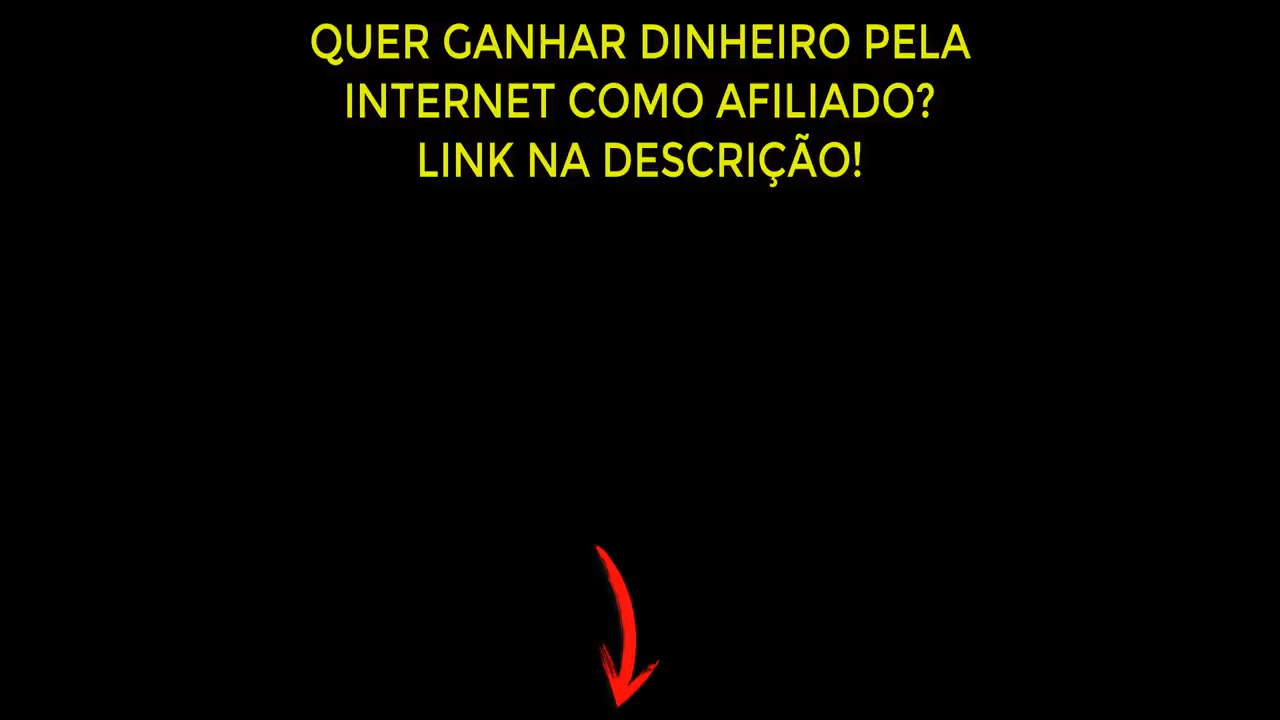 QUER GANHAR DINHEIRO PELA
INTERNET COMO AFILIADO?
LINK NA DESCRIÇÃO!